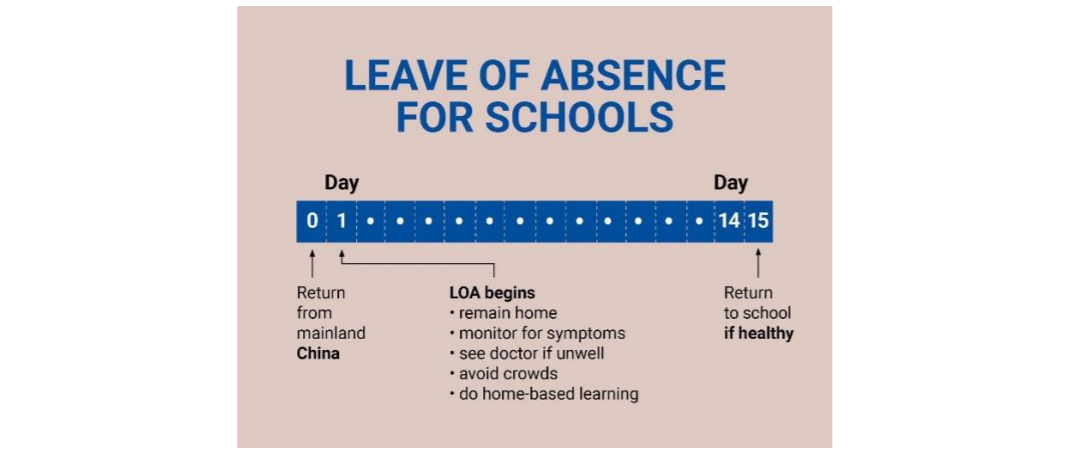 LEAVE OF ABSENCE
FOR SCHOOLS
Day
Day
0 1 • • • • • • • • • • • • 14 15
Return
from
mainland
China
LOA begins
• remain home
• monitor for symptoms
• see doctor if unwell
• avoid crowds
• do home-based learning
Return
to school
if healthy